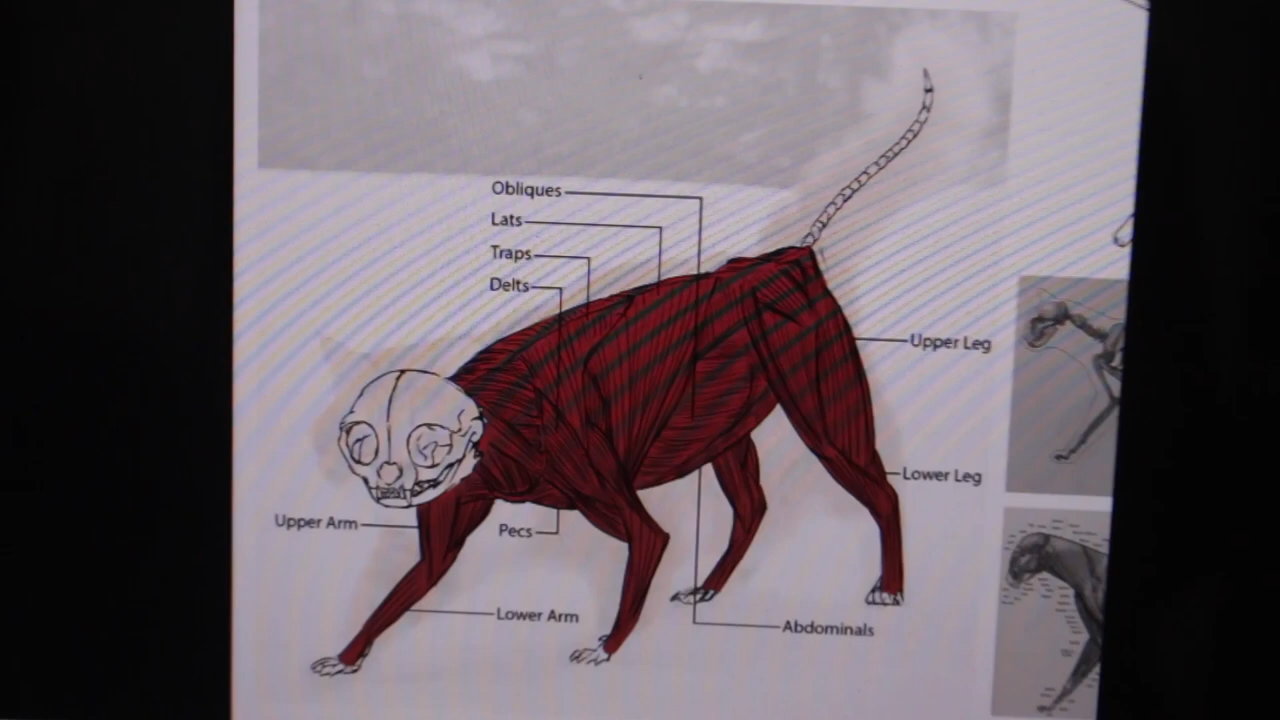 Obliques
Lats
Traps
Delts
Upper Leg
Lower Leg
Upper Arm
Pecs
Lower Arm
Abdominals